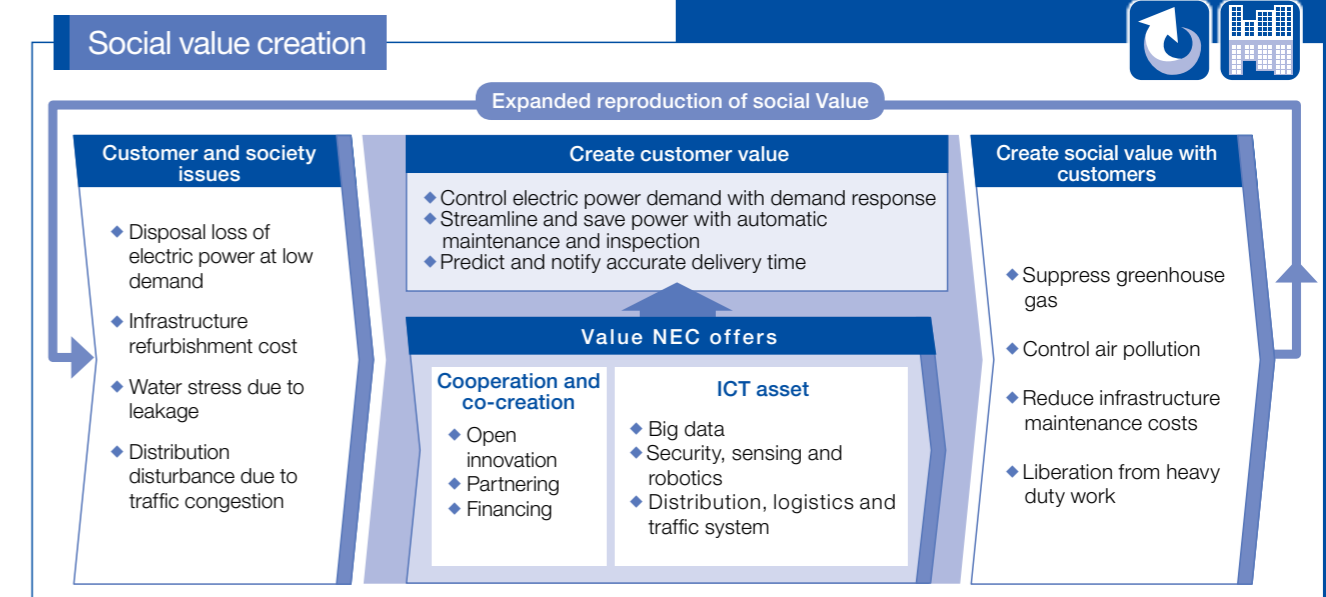 Social value creation
Expanded reproduction of social Value
Customer and society
issues
◆ Disposal loss of
electric power at low
demand
◆ Infrastructure
refurbishment cost
◆ Water stress due to
leakage
◆ Distribution
disturbance due to
traffic congestion
Create customer value
◆ Control electric power demand with demand response
◆ Streamline and save power with automatic
maintenance and inspection
◆ Predict and notify accurate delivery time
Value NEC offers
Cooperation and
co-creation
◆ Open
innovation
◆ Partnering
◆ Financing
ICT asset
◆ Big data
◆ Security, sensing and
robotics
◆ Distribution, logistics and
traffic system
Create social value with
customers
◆ Suppress greenhouse
gas
◆ Control air pollution
◆ Reduce infrastructure
maintenance costs
◆ Liberation from heavy
duty work